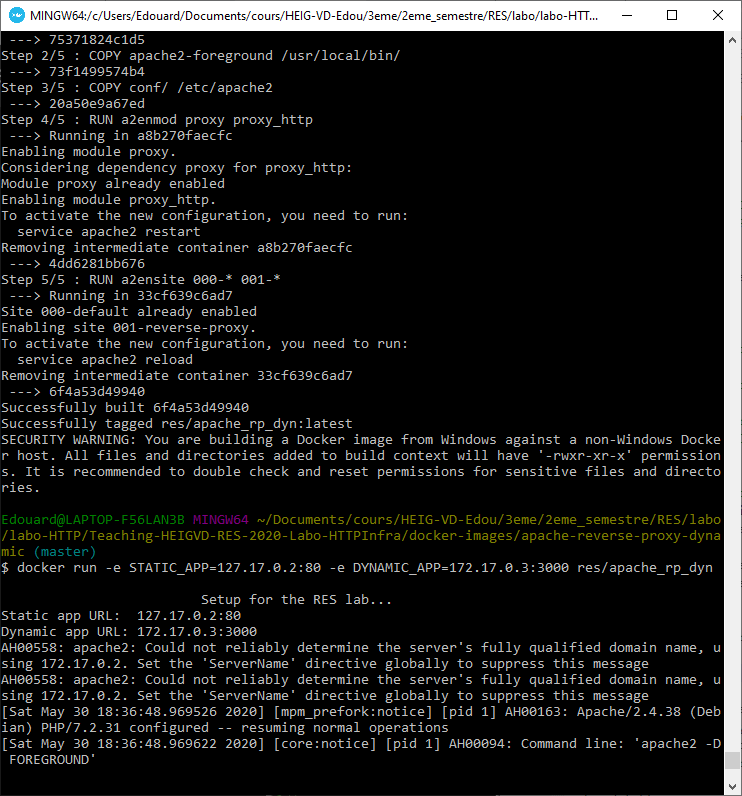 MINGW64:/c/Users/Edouard/Documents/cours/HEIG-VD-Edou/3eme/2eme_semestre/RES/labo/labo-HTT...
 ---> 75371824c1d5
Step 2/5 : COPY apache2-foreground /usr/local/bin/
 ---> 73f1499574b4
Step 3/5 : COPY conf/ /etc/apache2
 ---> 20a50e9a67ed
Step 4/5 : RUN a2enmod proxy proxy_http
 ---> Running in a8b270faecfc
Enabling module proxy.
Considering dependency proxy for proxy_http:
Module proxy already enabled
Enabling module proxy_http.
To activate the new configuration, you need to run:
  service apache2 restart
Removing intermediate container a8b270faecfc
 ---> 4dd6281bb676
Step 5/5 : RUN a2ensite 000-* 001-*
 ---> Running in 33cf639c6ad7
Site 000-default already enabled
Enabling site 001-reverse-proxy.
To activate the new configuration, you need to run:
  service apache2 reload
Removing intermediate container 33cf639c6ad7
 ---> 6f4a53d49940
Successfully built 6f4a53d49940
Successfully tagged res/apache_rp_dyn:latest
SECURITY WARNING: You are building a Docker image from Windows against a non-Windows Docke
r host. All files and directories added to build context will have '-rwxr-xr-x' permission
s. It is recommended to double check and reset permissions for sensitive files and directo
ries.
Edouard@LAPTOP-F56LAN3B MINGW64 ~/Documents/cours/HEIG-VD-Edou/3eme/2eme_semestre/RES/labo
/labo-HTTP/Teaching-HEIGVD-RES-2020-Labo-HTTPInfra/docker-images/apache-reverse-proxy-dyna
mic (master)
$ docker run -e STATIC_APP=127.17.0.2:80 -e DYNAMIC_APP=172.17.0.3:3000 res/apache_rp_dyn
                         Setup for the RES lab...
Static app URL:  127.17.0.2:80
Dynamic app URL: 172.17.0.3:3000
AH00558: apache2: Could not reliably determine the server's fully qualified domain name, u
sing 172.17.0.2. Set the 'ServerName' directive globally to suppress this message
AH00558: apache2: Could not reliably determine the server's fully qualified domain name, u
sing 172.17.0.2. Set the 'ServerName' directive globally to suppress this message
[Sat May 30 18:36:48.969526 2020] [mpm_prefork:notice] [pid 1] AH00163: Apache/2.4.38 (Deb
ian) PHP/7.2.31 configured -- resuming normal operations
[Sat May 30 18:36:48.969622 2020] [core:notice] [pid 1] AH00094: Command line: 'apache2 -D
 FOREGROUND'